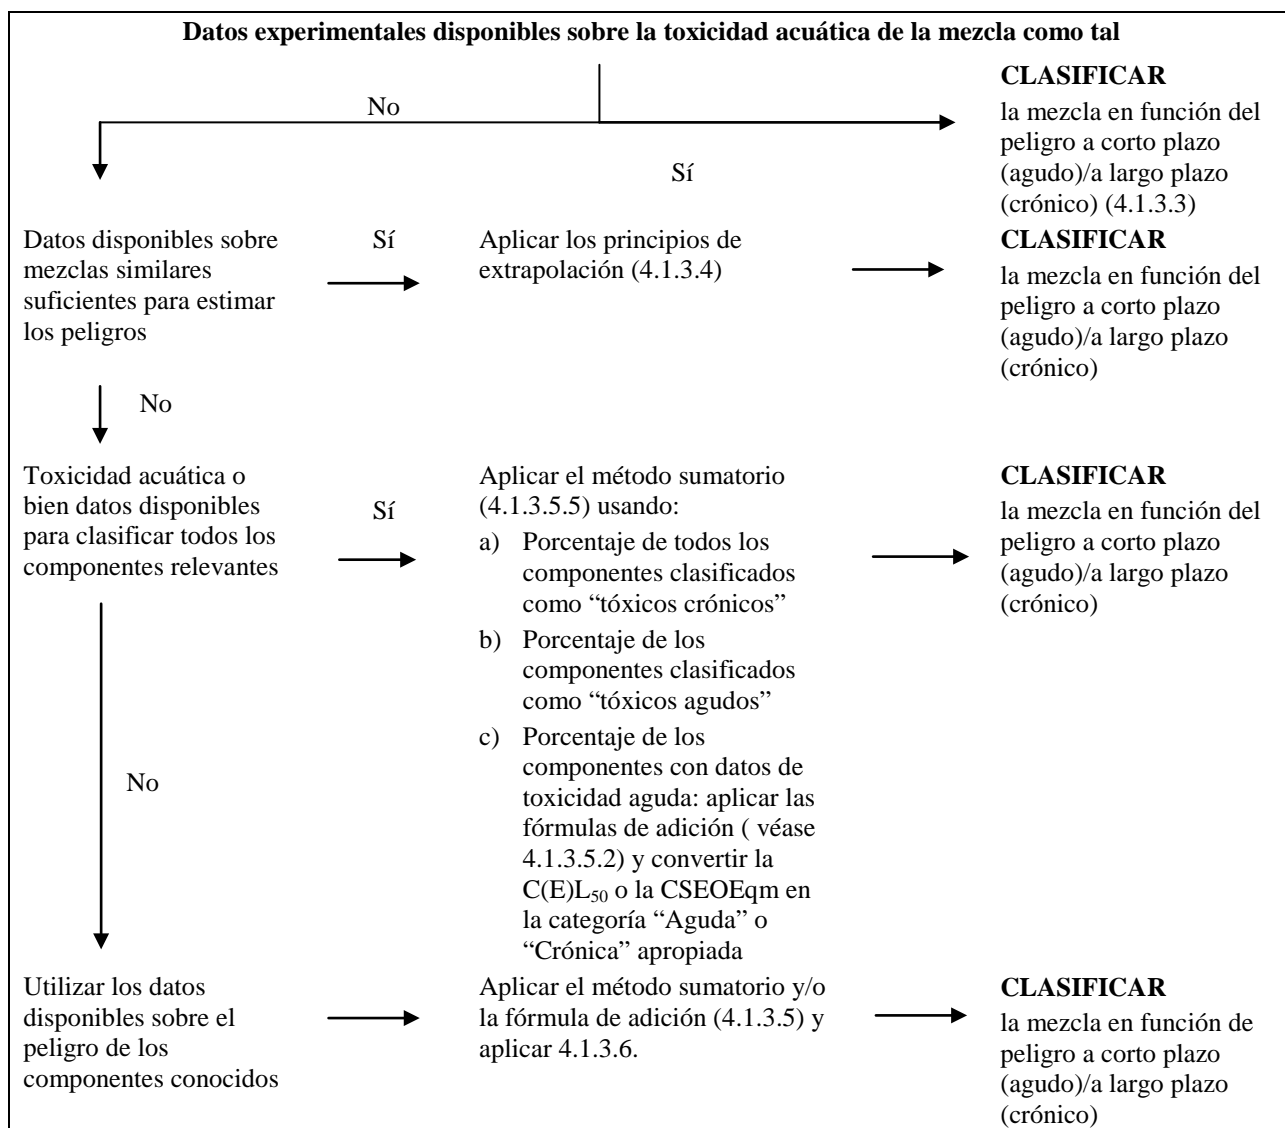 Datos experimentales disponibles sobre la toxicidad acuática de la mezcla como tal
No
Sí
CLASIFICAR
la mezcla en función del
peligro a corto plazo
(agudo)/a largo plazo
(crónico) (4.1.3.3)
Datos disponibles sobre
mezclas similares
suficientes para estimar
los peligros
Sí
Aplicar los principios de
extrapolación (4.1.3.4)
CLASIFICAR
la mezcla en función del
peligro a corto plazo
(agudo)/a largo plazo
(crónico)
No
Toxicidad acuática o
bien datos disponibles
para clasificar todos los
componentes relevantes
Sí
Aplicar el método sumatorio
(4.1.3.5.5) usando:
a) Porcentaje de todos los
componentes clasificados
como “tóxicos crónicos”
b) Porcentaje de los
componentes clasificados
como “tóxicos agudos”
c) Porcentaje de los
componentes con datos de
toxicidad aguda: aplicar las
fórmulas de adición ( véase
4.1.3.5.2) y convertir la
C(E)L50 o la CSEOEqm en
la categoría “Aguda” o
“Crónica” apropiada
CLASIFICAR
la mezcla en función del
peligro a corto plazo
(agudo)/a largo plazo
(crónico)
No
Utilizar los datos
disponibles sobre el
peligro de los
componentes conocidos
Aplicar el método sumatorio y/o
la fórmula de adición (4.1.3.5) y
aplicar 4.1.3.6.
CLASIFICAR
la mezcla en función de
peligro a corto plazo
(agudo)/a largo plazo
(crónico)